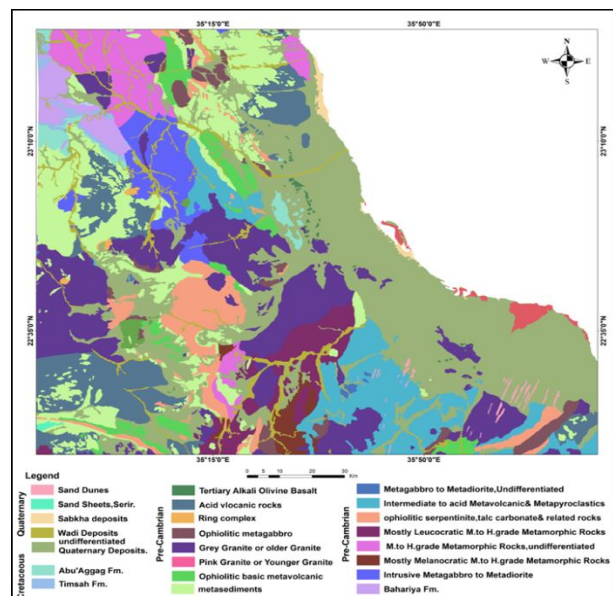 35°15'0"E 35°50'0"E
N
W E
S
23°10'0"N 23°10'0"N
22°35'0"N 22°35'0"N
35°15'0"E 35°50'0"E
0 5 10 20 30
Km
Legend
Quaternary
Sand Dunes
Sand Sheets,Serir.
Sabkha deposits
Wadi Deposits
undifferentiated
Quaternary Deposits.
Cretaceous
Abu'Aggag Fm.
Timsah Fm.
Pre-Cambrian
Tertiary Alkali Olivine Basalt
Acid vlocanic rocks
Ring complex
Ophiolitic metagabbro
Grey Granite or older Granite
Pink Granite or Younger Granite
Ophiolitic basic metavolcanic
metasediments
Pre-Cambrian
Metagabbro to Metadiorite,Undifferentiated
Intermediate to acid Metavolcanic& Metapyroclastics
ophiolitic serpentinite,talc carbonate& related rocks
Mostly Leucocratic M.to H.grade Metamorphic Rocks
M.to H.grade Metamorphic Rocks,undifferentiated
Mostly Melanocratic M.to H.grade Metamorphic Rocks
Intrusive Metagabbro to Metadiorite
Bahariya Fm.